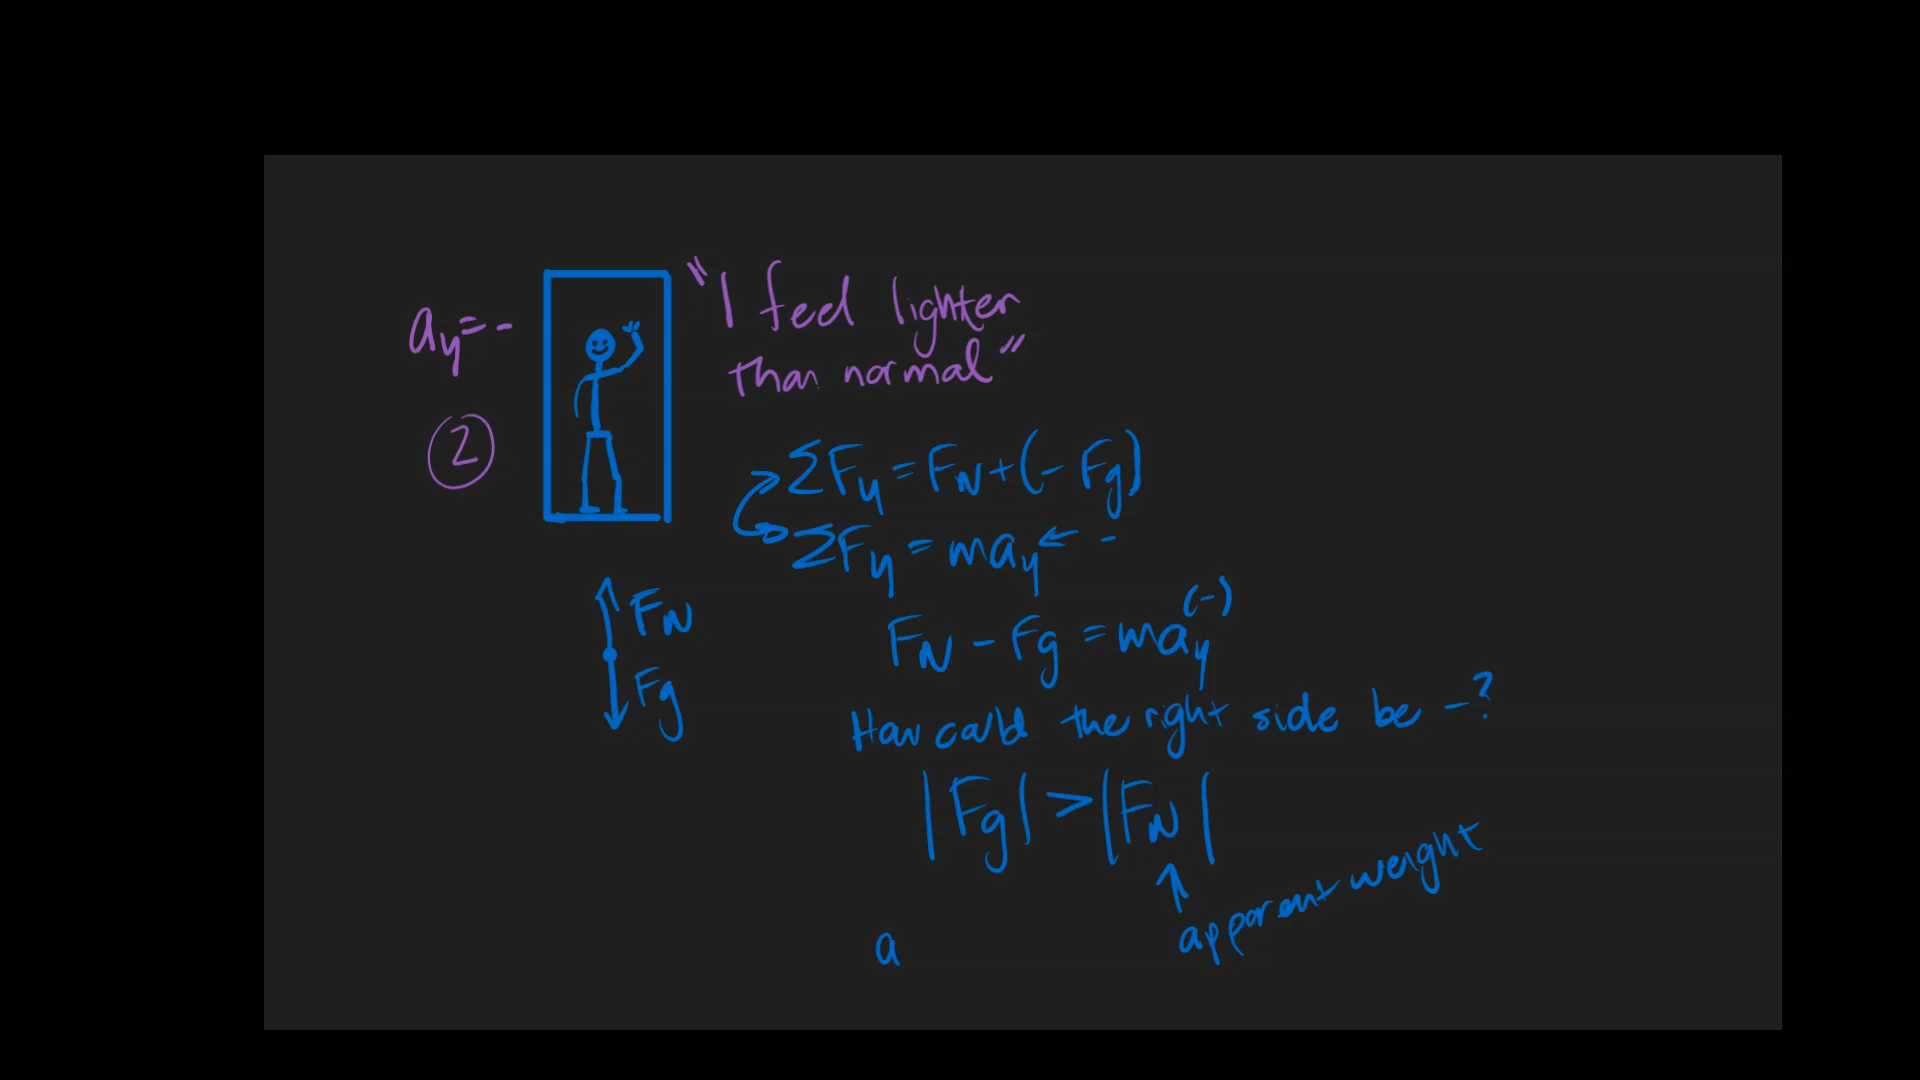 "I feel lighter
than normal"
ay = -
2
ΣFy = FN + (- Fg)
ΣFy = may ← -
FN
Fg
FN - Fg = may (-)
How could the right side be - ?
|Fg| > |FN|
↑
apparent weight
a